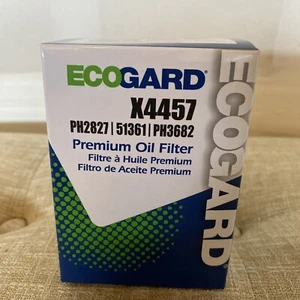 ECOGARD®
X4457
PH2827 | 51361 | PH3682
Premium Oil Filter
Filtre à Huile Premium
Filtro de Aceite Premium
ECOGARD